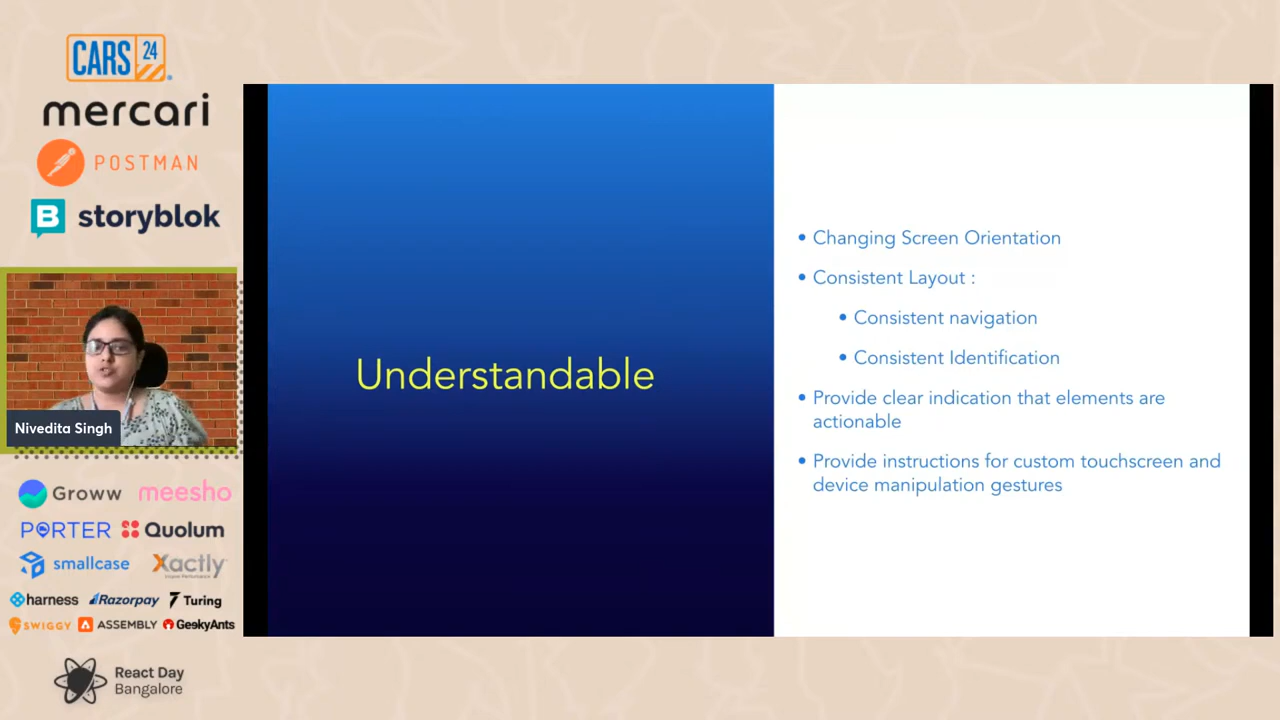 CARS 24
mercari
POSTMAN
B storyblok
Nivedita Singh
Groww meesho
PORTER Quolum
smallcase Xactly
harness Razorpay Turing
SWIGGY ASSEMBLY GeekyAnts
React Day
Bangalore
Understandable
• Changing Screen Orientation
• Consistent Layout :
• Consistent navigation
• Consistent Identification
• Provide clear indication that elements are
actionable
• Provide instructions for custom touchscreen and
device manipulation gestures